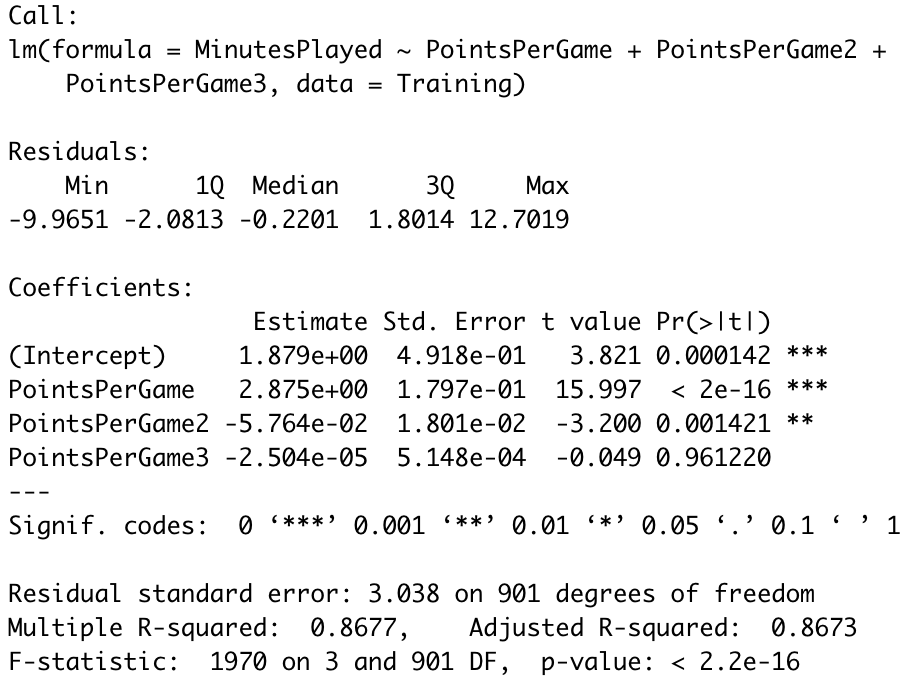 Call:
lm(formula = MinutesPlayed ~ PointsPerGame + PointsPerGame2 +
    PointsPerGame3, data = Training)

Residuals:
    Min      1Q  Median      3Q     Max
-9.9651 -2.0813 -0.2201  1.8014 12.7019

Coefficients:
                 Estimate Std. Error t value Pr(>|t|)
(Intercept)     1.879e+00  4.918e-01   3.821 0.000142 ***
PointsPerGame   2.875e+00  1.797e-01  15.997  < 2e-16 ***
PointsPerGame2 -5.764e-02  1.801e-02  -3.200 0.001421 **
PointsPerGame3 -2.504e-05  5.148e-04  -0.049 0.961220
---
Signif. codes:  0 ‘***’ 0.001 ‘**’ 0.01 ‘*’ 0.05 ‘.’ 0.1 ‘ ’ 1

Residual standard error: 3.038 on 901 degrees of freedom
Multiple R-squared:  0.8677,    Adjusted R-squared:  0.8673
F-statistic:  1970 on 3 and 901 DF,  p-value: < 2.2e-16